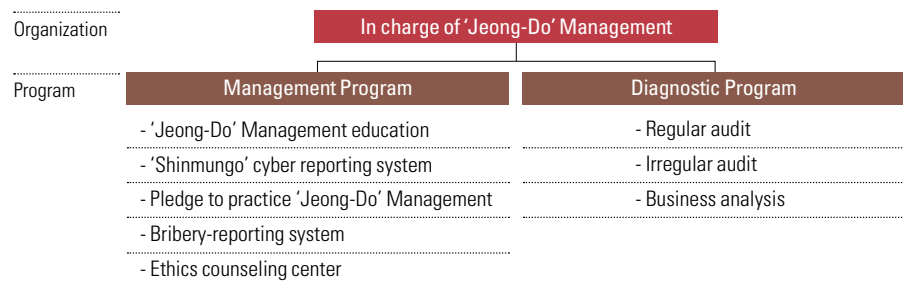 Organization
In charge of ‘Jeong-Do’ Management
Program
Management Program
Diagnostic Program
- ‘Jeong-Do’ Management education
- ‘Shinmungo’ cyber reporting system
- Pledge to practice ‘Jeong-Do’ Management
- Bribery-reporting system
- Ethics counseling center
- Regular audit
- Irregular audit
- Business analysis